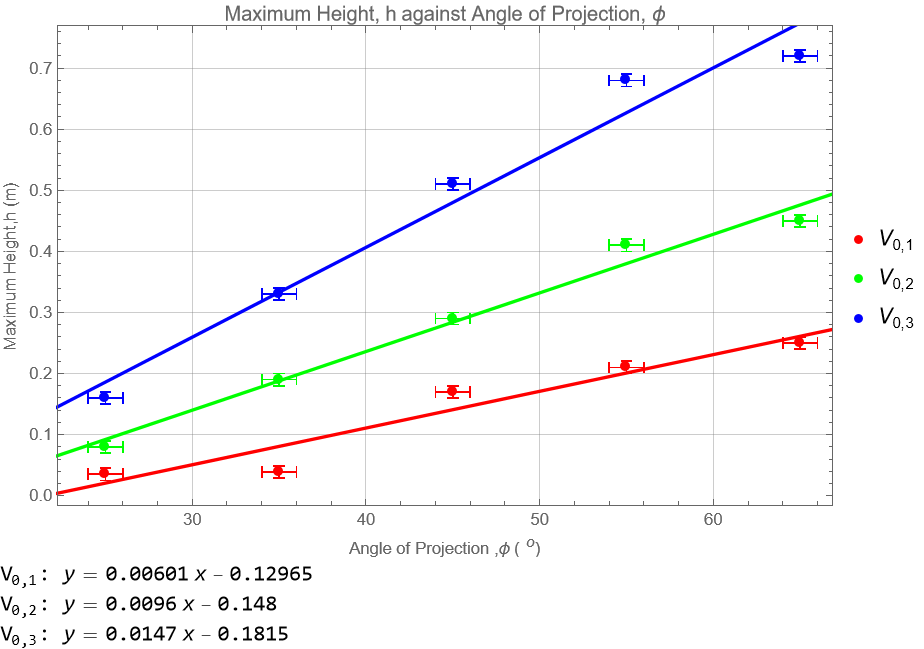 Maximum Height, h against Angle of Projection, ϕ
0.7
0.6
0.5
0.4
0.3
0.2
0.1
0.0
Maximum Height,h (m)
30 40 50 60
Angle of Projection ,ϕ ( °)
V0,1
V0,2
V0,3
V0,1: y = 0.00601 x – 0.12965
V0,2: y = 0.0096 x – 0.148
V0,3: y = 0.0147 x – 0.1815